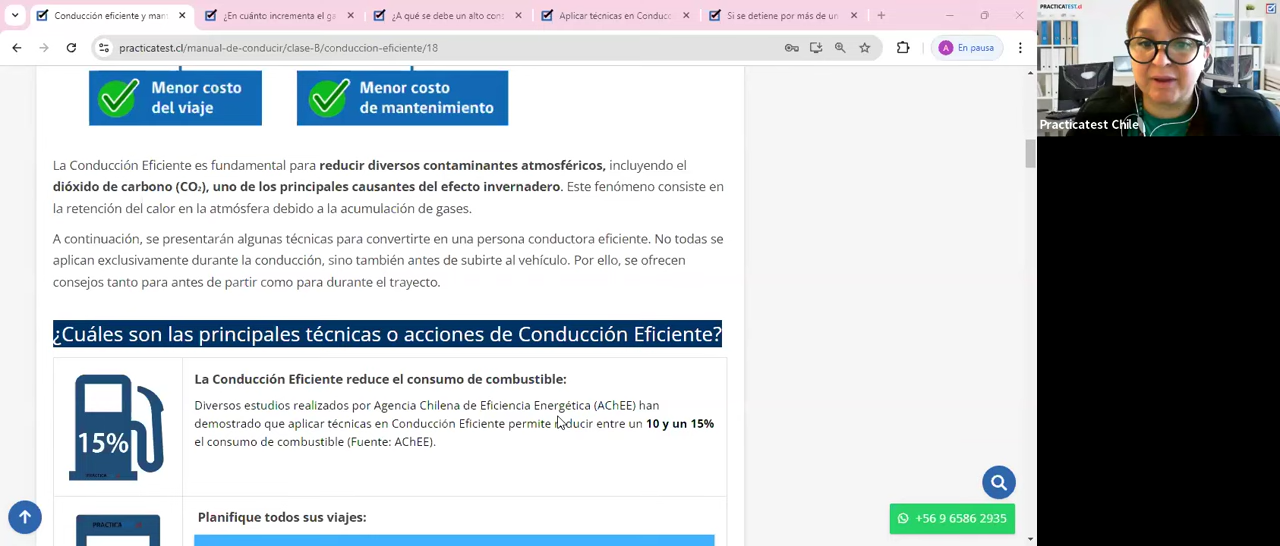 Conducción eficiente y mant
¿En cuánto incrementa el ga
¿A qué se debe un alto cont
Aplicar técnicas en Conducc
Si se detiene por más de un
practicatest.cl/manual-de-conducir/clase-B/conduccion-eficiente/18
A
En pausa
PRACTICATEST.cl
Practicatest Chile
Menor costo
del viaje
Menor costo
de mantenimiento
La Conducción Eficiente es fundamental para reducir diversos contaminantes atmosféricos, incluyendo el
dióxido de carbono (CO₂), uno de los principales causantes del efecto invernadero. Este fenómeno consiste en
la retención del calor en la atmósfera debido a la acumulación de gases.
A continuación, se presentarán algunas técnicas para convertirte en una persona conductora eficiente. No todas se
aplican exclusivamente durante la conducción, sino también antes de subirte al vehículo. Por ello, se ofrecen
consejos tanto para antes de partir como para durante el trayecto.
¿Cuáles son las principales técnicas o acciones de Conducción Eficiente?
15%
La Conducción Eficiente reduce el consumo de combustible:
Diversos estudios realizados por Agencia Chilena de Eficiencia Energética (AChEE) han
demostrado que aplicar técnicas en Conducción Eficiente permite reducir entre un 10 y un 15%
el consumo de combustible (Fuente: AChEE).
PRACTICATEST
Planifique todos sus viajes:
+56 9 6586 2935